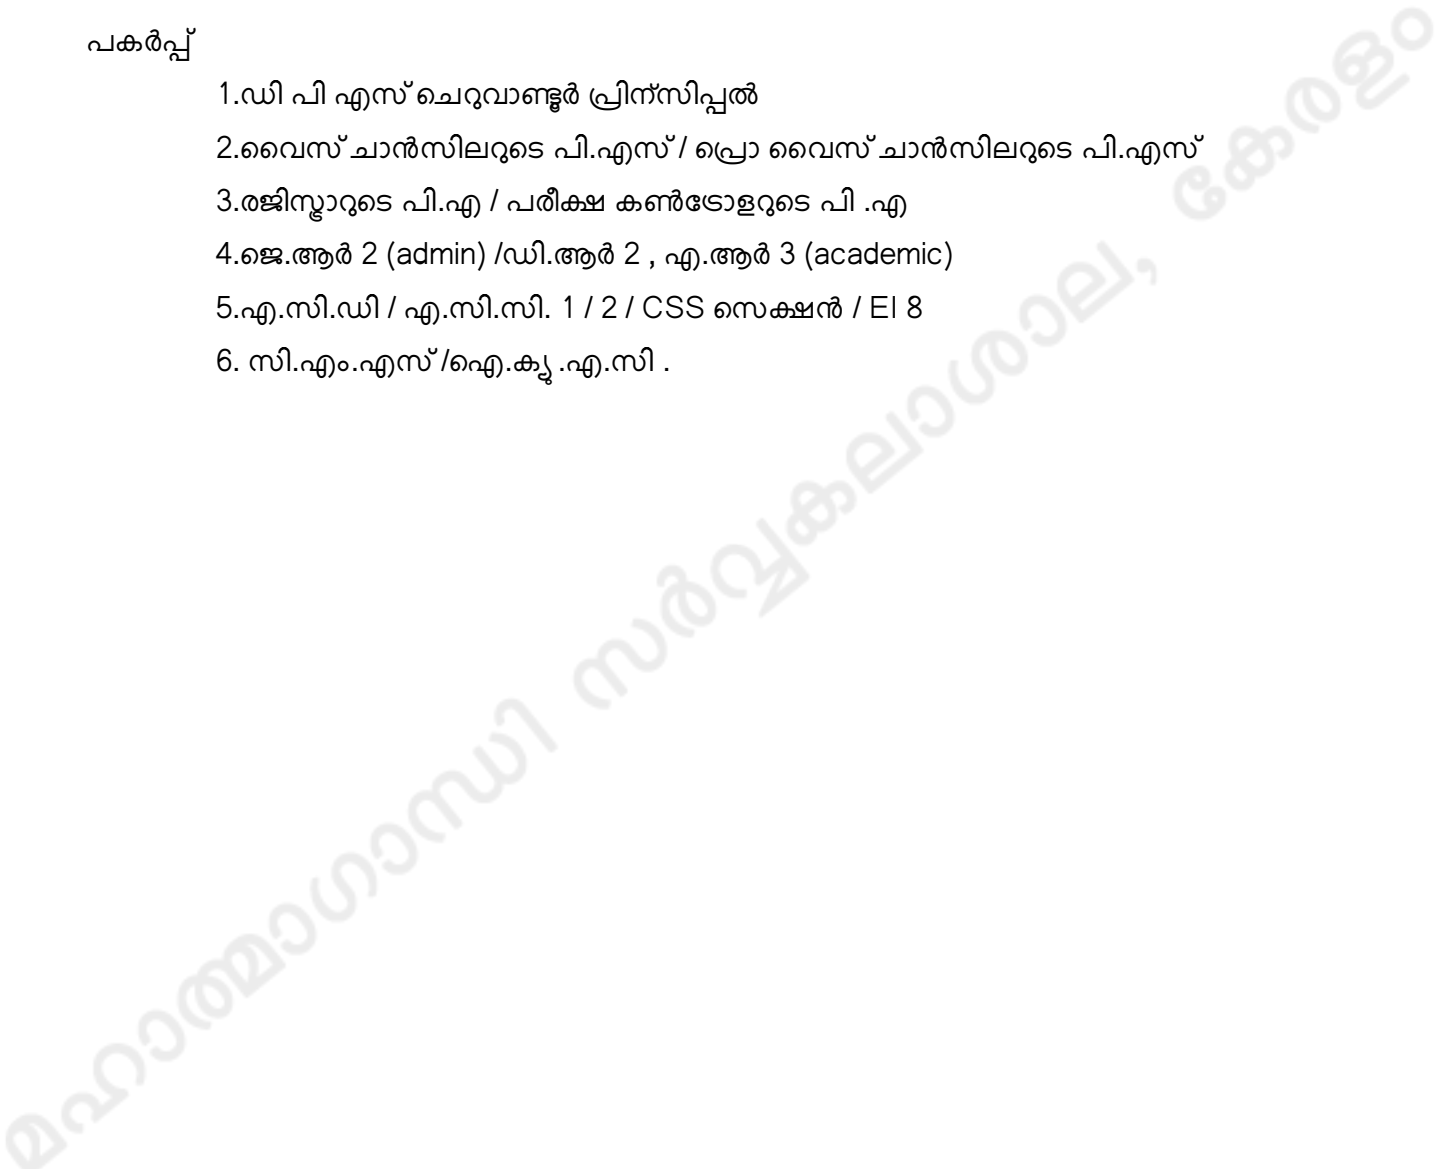 പകർപ്പ്
1.ഡി പി എസ് ചെറുവാണ്ടൂർ പ്രിന്സിപ്പൽ
2.വൈസ് ചാൻസിലറുടെ പി.എസ് / പ്രൊ വൈസ് ചാൻസിലറുടെ പി.എസ്
3.രജിസ്ട്രാറുടെ പി.എ / പരീക്ഷ കൺട്രോളറുടെ പി .എ
4.ജെ.ആർ 2 (admin) /ഡി.ആർ 2 , എ.ആർ 3 (academic)
5.എ.സി.ഡി / എ.സി.സി. 1 / 2 / CSS സെക്ഷൻ / EI 8
6. സി.എം.എസ് /ഐ.ക്യു .എ.സി .
മഹാത്മാഗാന്ധി സർവ്വകലാശാല, കേരളം